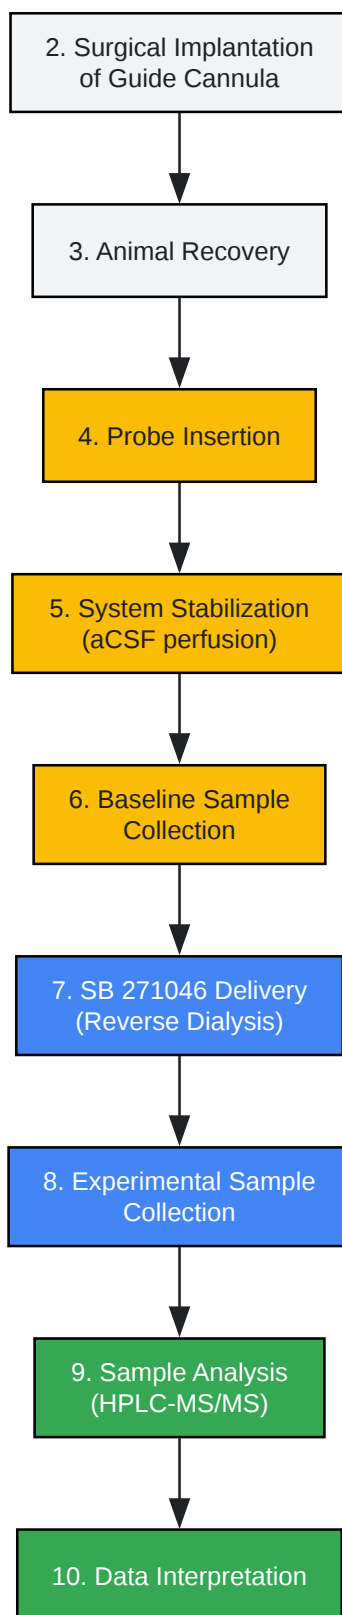 2. Surgical Implantation
of Guide Cannula
3. Animal Recovery
4. Probe Insertion
5. System Stabilization
(aCSF perfusion)
6. Baseline Sample
Collection
7. SB 271046 Delivery
(Reverse Dialysis)
8. Experimental Sample
Collection
9. Sample Analysis
(HPLC-MS/MS)
10. Data Interpretation